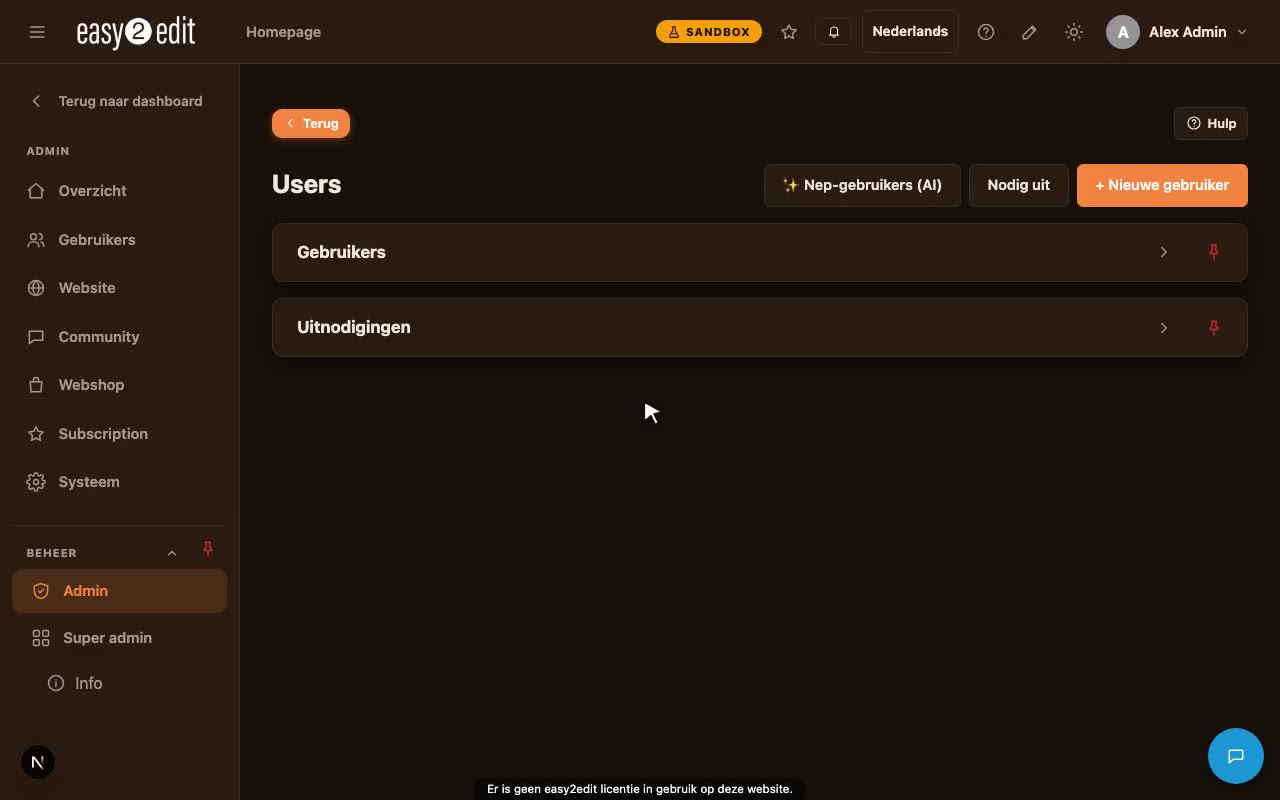 easy2edit
Homepage
SANDBOX
Nederlands
A
Alex Admin
Terug naar dashboard
ADMIN
Overzicht
Gebruikers
Website
Community
Webshop
Subscription
Systeem
BEHEER
Admin
Super admin
Info
N
Terug
Hulp
Users
✨ Nep-gebruikers (AI)
Nodig uit
+ Nieuwe gebruiker
Gebruikers
Uitnodigingen
Er is geen easy2edit licentie in gebruik op deze website.